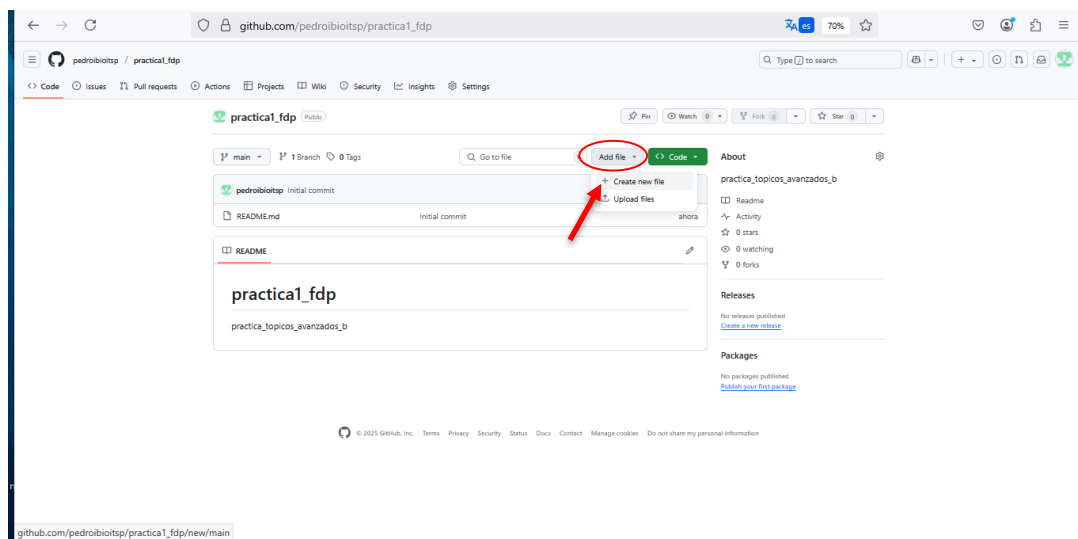 github.com/pedroibioitsp/practica1_fdp
es
70%
pedroibioitsp / practica1_fdp
Type / to search
Code
Issues
Pull requests
Actions
Projects
Wiki
Security
Insights
Settings
practica1_fdp
Public
Pin
Watch 0
Fork 0
Star 0
main
1 Branch
0 Tags
Go to file
Add file
Code
+ Create new file
Upload files
pedroibioitsp Initial commit
README.md
Initial commit
ahora
README
practica1_fdp
practica_topicos_avanzados_b
About
practica_topicos_avanzados_b
Readme
Activity
0 stars
0 watching
0 forks
Releases
No releases published
Create a new release
Packages
No packages published
Publish your first package
© 2025 GitHub, Inc. Terms Privacy Security Status Docs Contact Manage cookies Do not share my personal information
github.com/pedroibioitsp/practica1_fdp/new/main